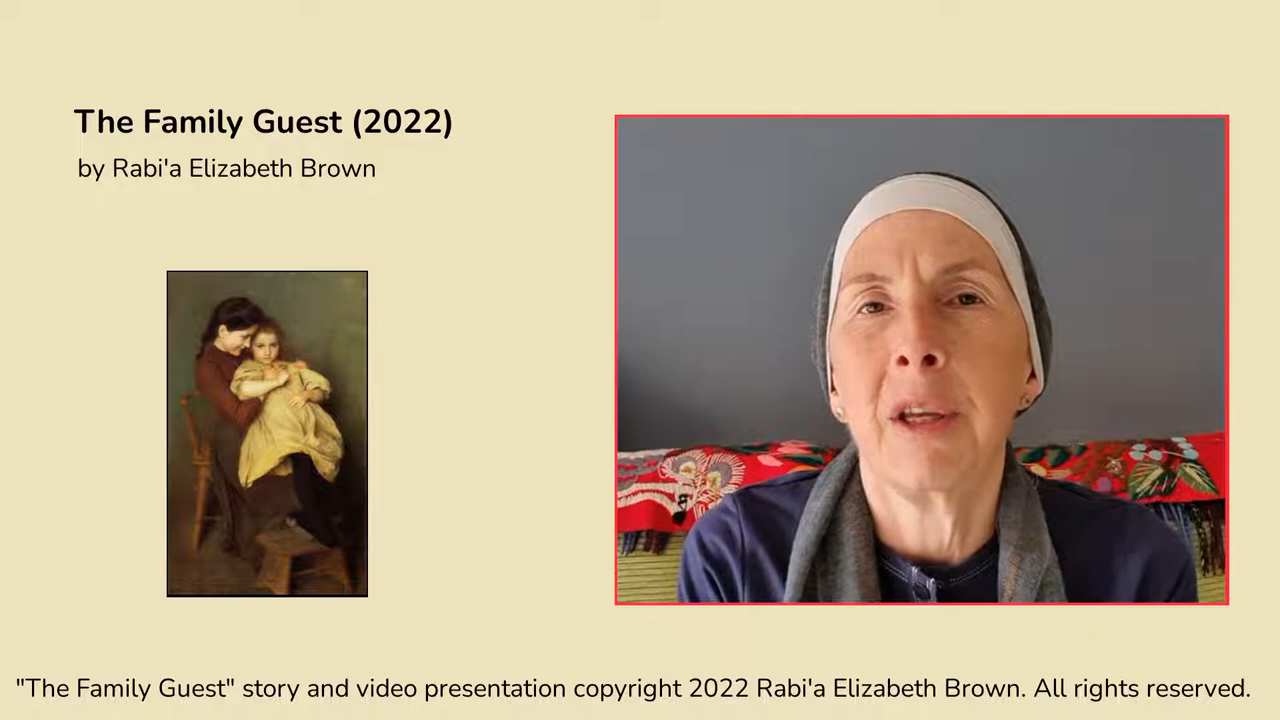 The Family Guest (2022)
by Rabi'a Elizabeth Brown
"The Family Guest" story and video presentation copyright 2022 Rabi'a Elizabeth Brown. All rights reserved.